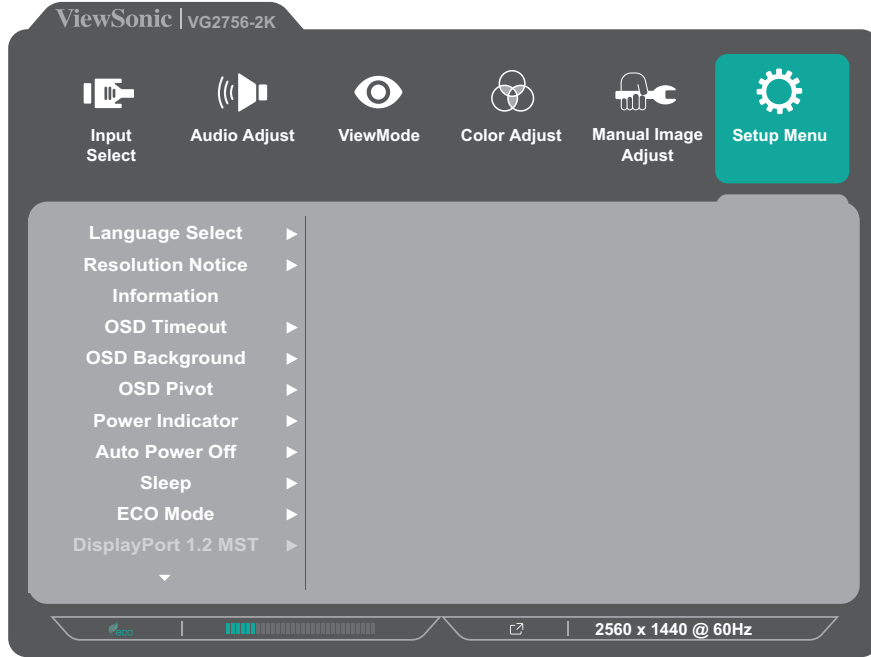 ViewSonic VG2756-2K
Input Select
Audio Adjust
ViewMode
Color Adjust
Manual Image Adjust
Setup Menu
Language Select
Resolution Notice
Information
OSD Timeout
OSD Background
OSD Pivot
Power Indicator
Auto Power Off
Sleep
ECO Mode
DisplayPort 1.2 MST
eco
2560 x 1440 @ 60Hz